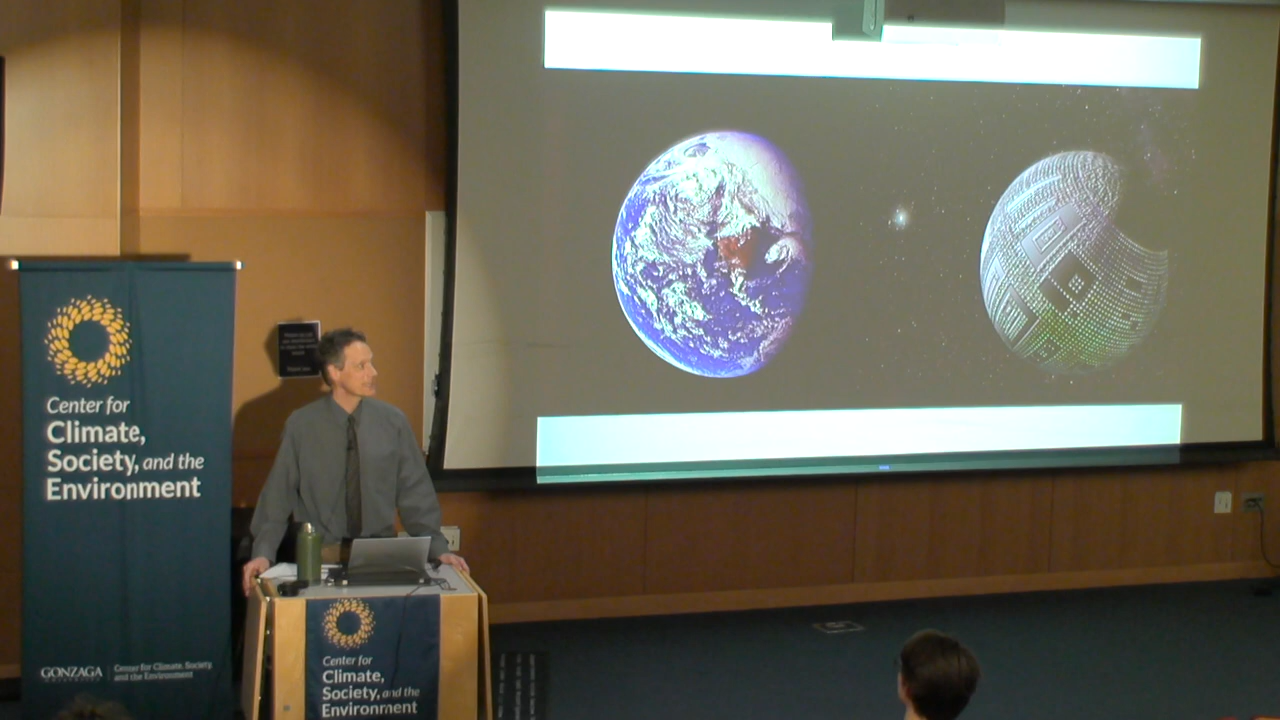 Center for
Climate,
Society, and the
Environment
GONZAGA
UNIVERSITY
Center for Climate, Society,
and the Environment
Center for
Climate,
Society, and the
Environment